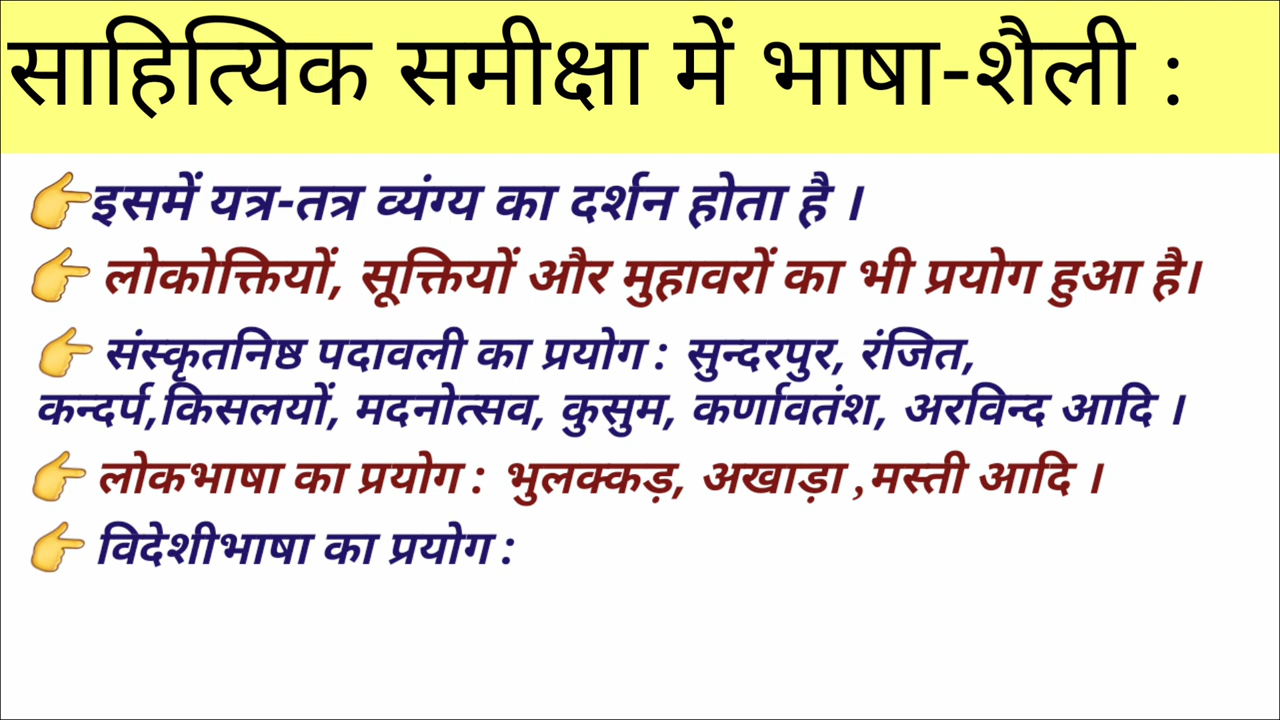 साहित्यिक समीक्षा में भाषा-शैली :
👉इसमें यत्र-तत्र व्यंग्य का दर्शन होता है ।
👉 लोकोक्तियों, सूक्तियों और मुहावरों का भी प्रयोग हुआ है।
👉 संस्कृतनिष्ठ पदावली का प्रयोग : सुन्दरपुर, रंजित,
कन्दर्प,किसलयों, मदनोत्सव, कुसुम, कर्णावतंश, अरविन्द आदि ।
👉 लोकभाषा का प्रयोग : भुलक्कड़, अखाड़ा ,मस्ती आदि ।
👉 विदेशीभाषा का प्रयोग :